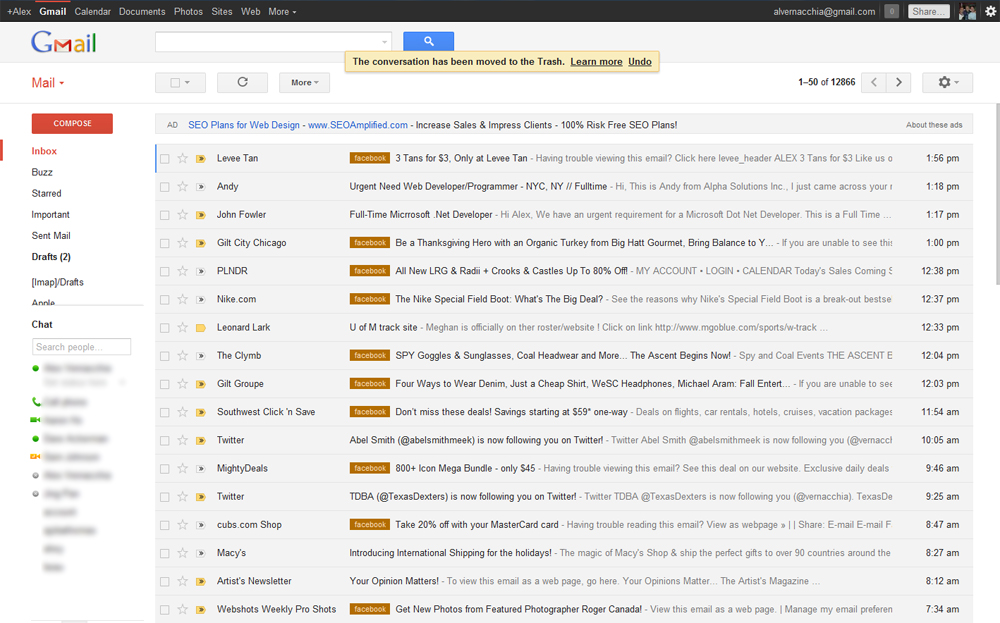 +Alex Gmail Calendar Documents Photos Sites Web More
alvernacchia@gmail.com 0 Share...
Gmail
The conversation has been moved to the Trash. Learn more Undo
Mail More 1–50 of 12866
COMPOSE
Inbox
Buzz
Starred
Important
Sent Mail
Drafts (2)
[Imap]/Drafts
Apple
Chat
Search people...
AD SEO Plans for Web Design - www.SEOAmplified.com - Increase Sales & Impress Clients - 100% Risk Free SEO Plans! About these ads
Levee Tan facebook 3 Tans for $3, Only at Levee Tan - Having trouble viewing this email? Click here levee_header ALEX 3 Tans for $3 Like us o 1:56 pm
Andy Urgent Need Web Developer/Programmer - NYC, NY // Fulltime - Hi, This is Andy from Alpha Solutions Inc., I just came across your r 1:18 pm
John Fowler Full-Time Micrrosoft .Net Developer - Hi Alex, We have an urgent requirement for a Microsoft Dot Net Developer. This is a Full Time ... 1:17 pm
Gilt City Chicago facebook Be a Thanksgiving Hero with an Organic Turkey from Big Hatt Gourmet, Bring Balance to Y... - If you are unable to see this 1:00 pm
PLNDR facebook All New LRG & Radii + Crooks & Castles Up To 80% Off! - MY ACCOUNT • LOGIN • CALENDAR Today's Sales Coming S 12:38 pm
Nike.com facebook The Nike Special Field Boot: What's The Big Deal? - See the reasons why Nike's Special Field Boot is a break-out bestse 12:37 pm
Leonard Lark U of M track site - Meghan is officially on ther roster/website ! Click on link http://www.mgoblue.com/sports/w-track ... 12:33 pm
The Clymb facebook SPY Goggles & Sunglasses, Coal Headwear and More... The Ascent Begins Now! - Spy and Coal Events THE ASCENT E 12:04 pm
Gilt Groupe facebook Four Ways to Wear Denim, Just a Cheap Shirt, WeSC Headphones, Michael Aram: Fall Entert... - If you are unable to see 12:03 pm
Southwest Click 'n Save facebook Don't miss these deals! Savings starting at $59* one-way - Deals on flights, car rentals, hotels, cruises, vacation packages 11:54 am
Twitter Abel Smith (@abelsmithmeek) is now following you on Twitter! - Twitter Abel Smith @abelsmithmeek is now following you (@vernacch 10:05 am
MightyDeals facebook 800+ Icon Mega Bundle - only $45 - Having trouble viewing this email? See this deal on our website. Exclusive daily deals 9:46 am
Twitter TDBA (@TexasDexters) is now following you on Twitter! - Twitter TDBA @TexasDexters is now following you (@vernacchia). TexasDe 9:25 am
cubs.com Shop facebook Take 20% off with your MasterCard card - Having trouble reading this email? View as webpage » | | Share: E-mail E-mail F 8:47 am
Macy's Introducing International Shipping for the holidays! - The magic of Macy's Shop & ship the perfect gifts to over 90 countries around the 8:27 am
Artist's Newsletter Your Opinion Matters! - To view this email as a web page, go here. Your Opinions Matter... The Artist's Magazine ... 8:12 am
Webshots Weekly Pro Shots facebook Get New Photos from Featured Photographer Roger Canada! - View this email as a web page. | Manage my email preferen 7:34 am